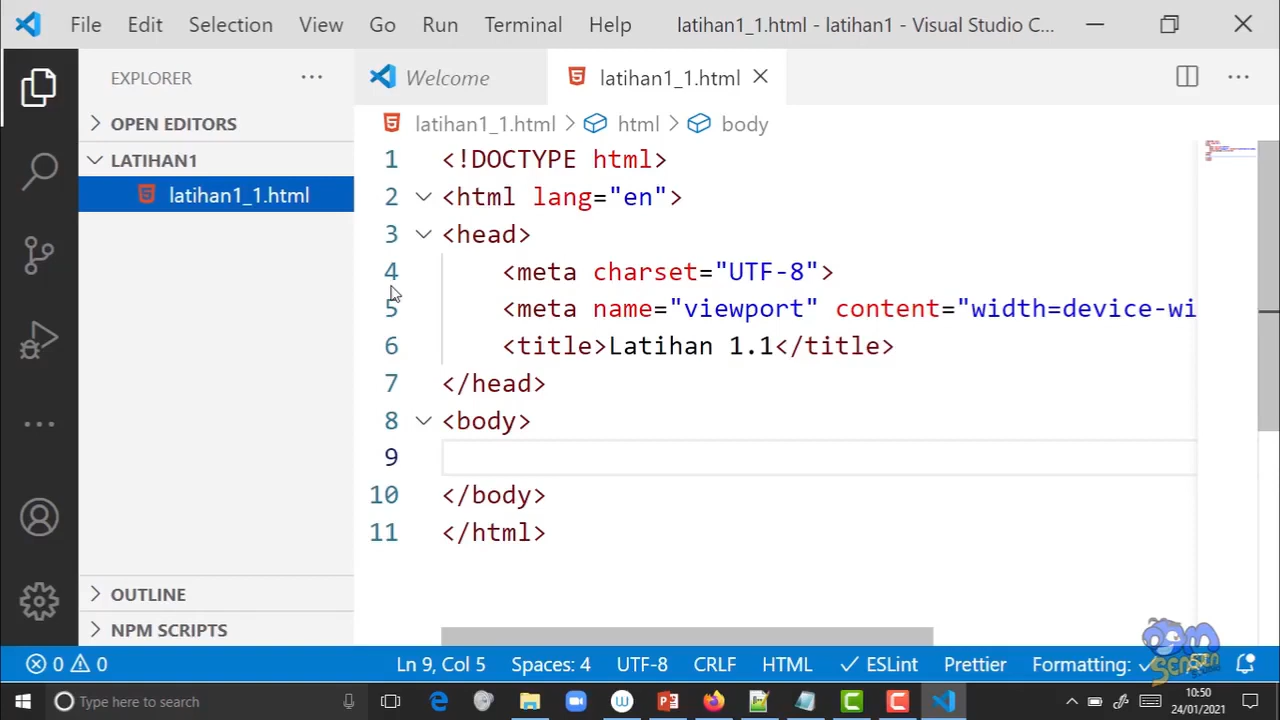 File Edit Selection View Go Run Terminal Help latihan1_1.html - latihan1 - Visual Studio C...
EXPLORER
Welcome
latihan1_1.html
OPEN EDITORS
latihan1_1.html html body
LATIHAN1
latihan1_1.html
1 <!DOCTYPE html>
2 <html lang="en">
3 <head>
4 <meta charset="UTF-8">
5 <meta name="viewport" content="width=device-wi
6 <title>Latihan 1.1</title>
7 </head>
8 <body>
9
10 </body>
11 </html>
OUTLINE
NPM SCRIPTS
0 0 Ln 9, Col 5 Spaces: 4 UTF-8 CRLF HTML ESLint Prettier Formatting:
Type here to search
10:50
24/01/2021